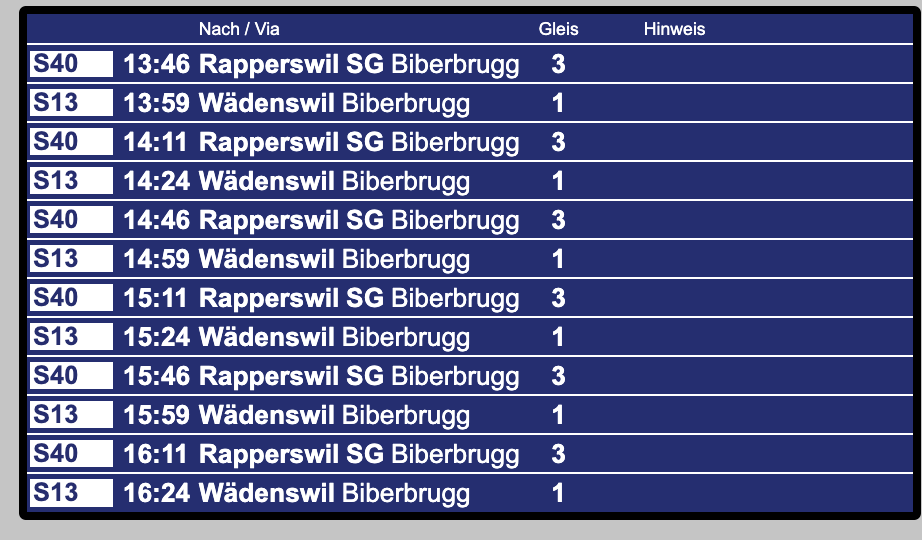 Nach / Via Gleis Hinweis
S40 13:46 Rapperswil SG Biberbrugg 3
S13 13:59 Wädenswil Biberbrugg 1
S40 14:11 Rapperswil SG Biberbrugg 3
S13 14:24 Wädenswil Biberbrugg 1
S40 14:46 Rapperswil SG Biberbrugg 3
S13 14:59 Wädenswil Biberbrugg 1
S40 15:11 Rapperswil SG Biberbrugg 3
S13 15:24 Wädenswil Biberbrugg 1
S40 15:46 Rapperswil SG Biberbrugg 3
S13 15:59 Wädenswil Biberbrugg 1
S40 16:11 Rapperswil SG Biberbrugg 3
S13 16:24 Wädenswil Biberbrugg 1